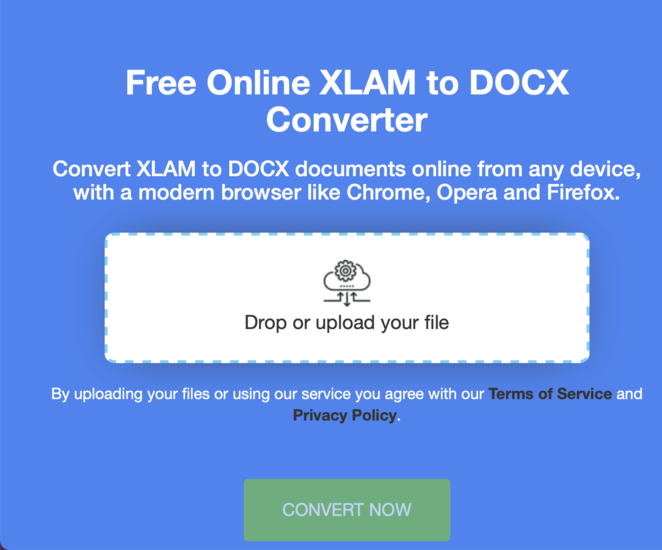 Free Online XLAM to DOCX
Converter
Convert XLAM to DOCX documents online from any device,
with a modern browser like Chrome, Opera and Firefox.
Drop or upload your file
By uploading your files or using our service you agree with our Terms of Service and
Privacy Policy.
CONVERT NOW